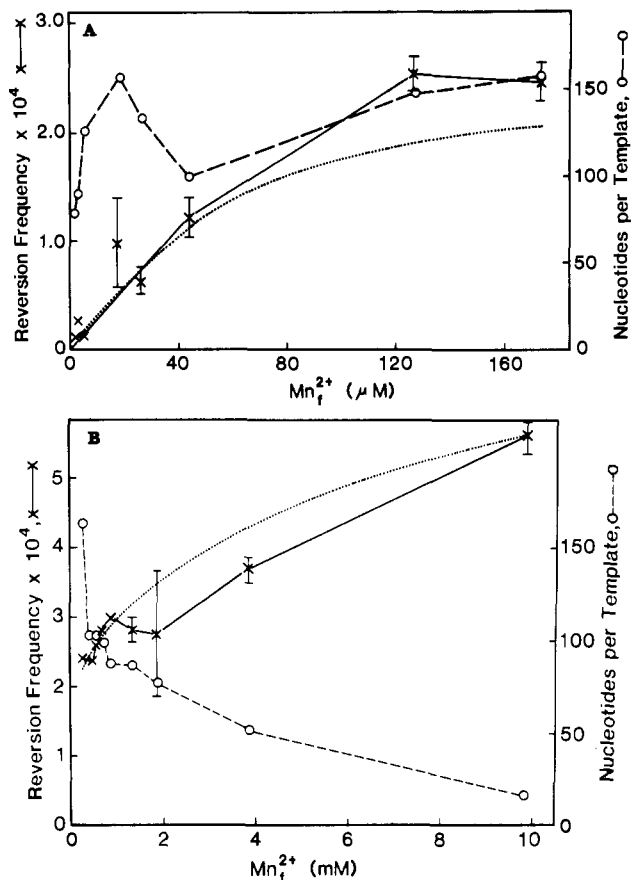 A
Reversion Frequency x 10⁴ x——x
3.0
2.0
1.0
0
Nucleotides per Template, o—–o
150
100
50
0
0 40 80 120 160
Mn²⁺f (µM)
B
Reversion Frequency x 10⁴, x——x
5
4
3
2
1
0
Nucleotides per Template, o-----o
150
100
50
0
0 2 4 6 8 10
Mn²⁺f (mM)